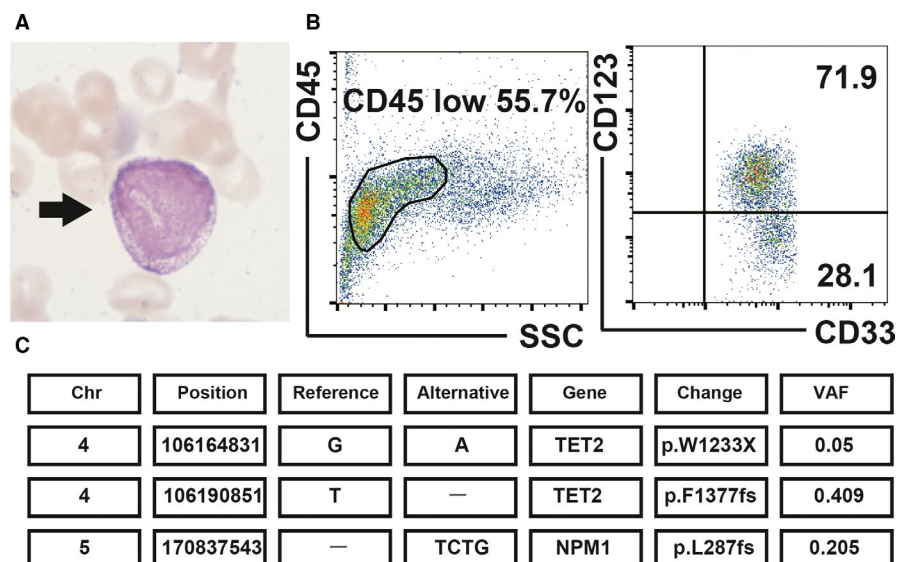 A
B
CD45
CD45 low 55.7%
SSC
CD123
71.9
28.1
CD33
C
Chr Position Reference Alternative Gene Change VAF
4 106164831 G A TET2 p.W1233X 0.05
4 106190851 T — TET2 p.F1377fs 0.409
5 170837543 — TCTG NPM1 p.L287fs 0.205